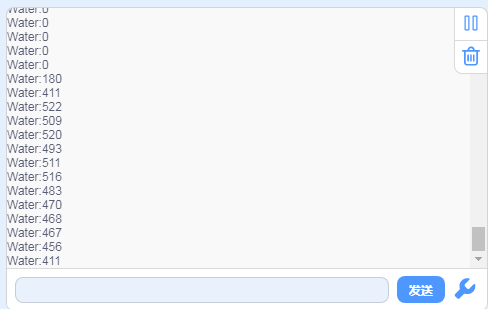 Water:0
Water:0
Water:0
Water:0
Water:0
Water:180
Water:411
Water:522
Water:509
Water:520
Water:493
Water:511
Water:516
Water:483
Water:470
Water:468
Water:467
Water:456
Water:411
发送